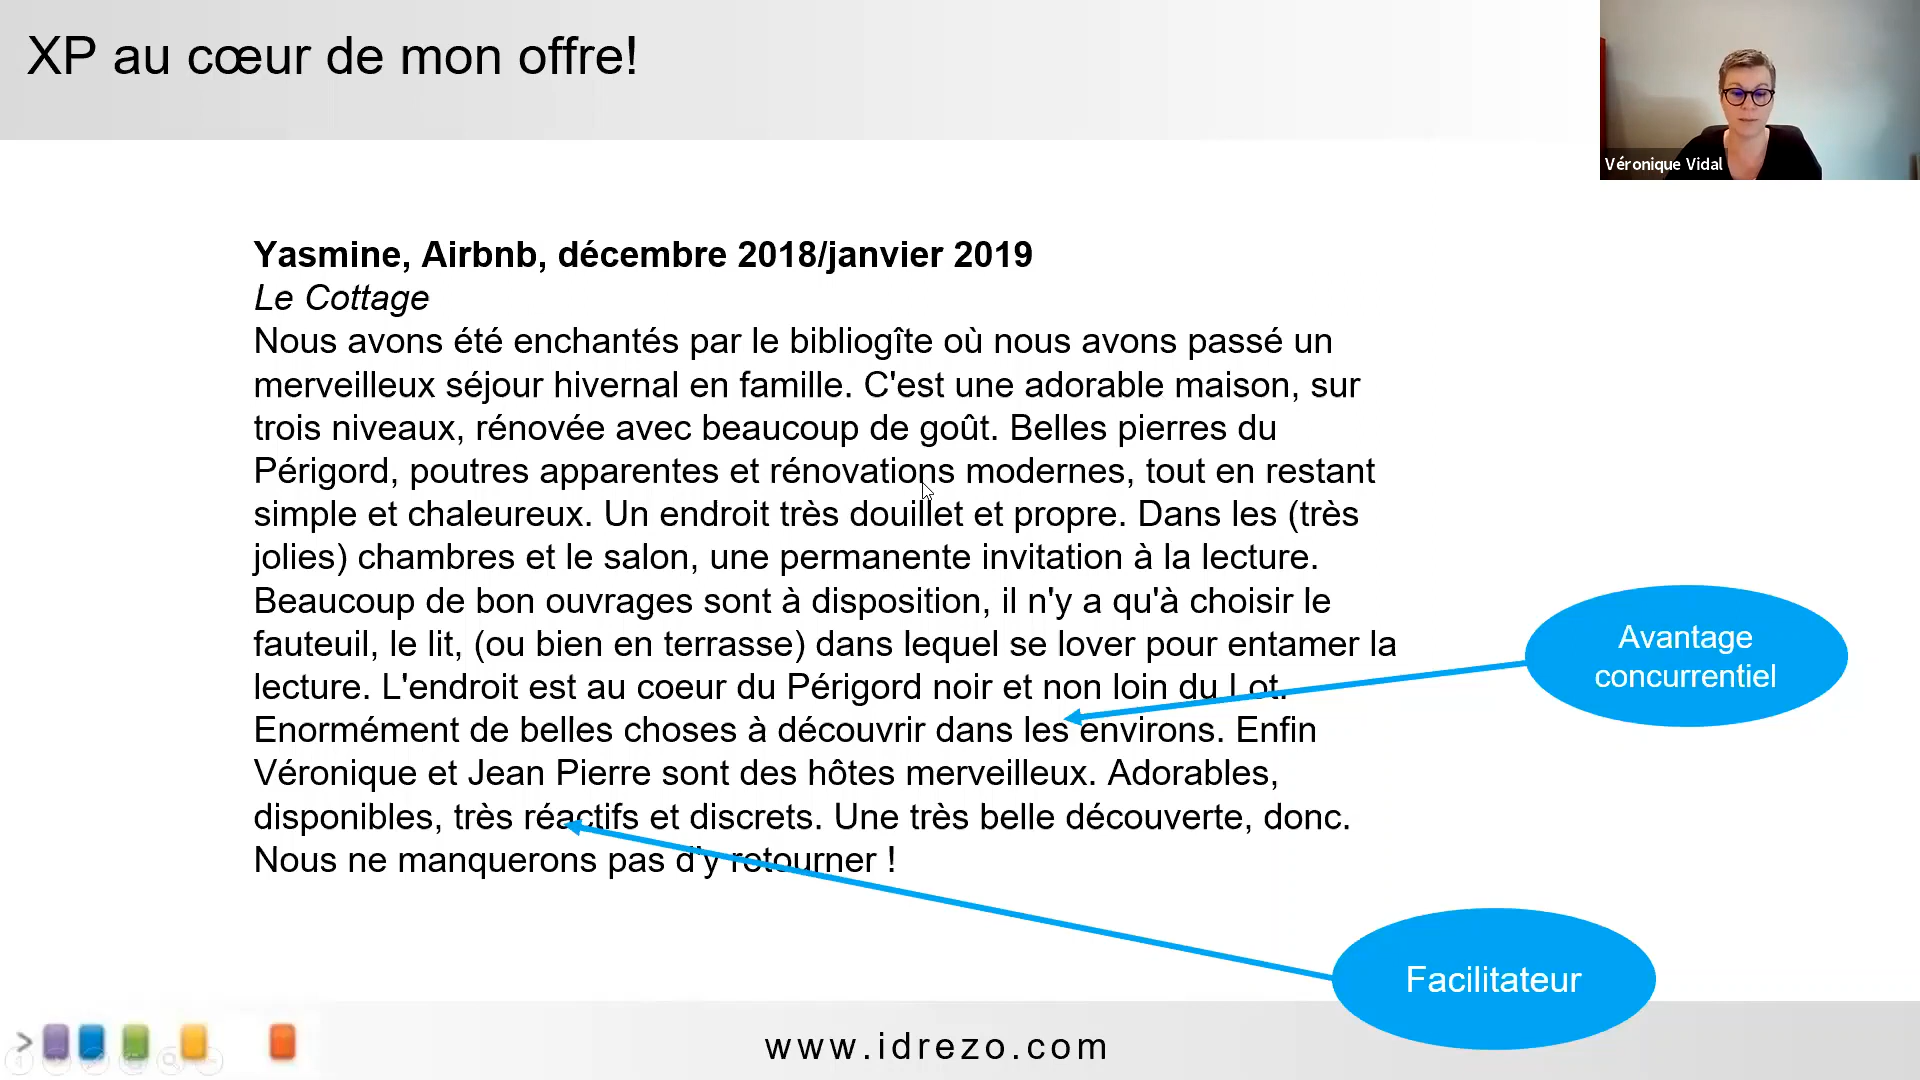 XP au cœur de mon offre!
Véronique Vidal
Yasmine, Airbnb, décembre 2018/janvier 2019
Le Cottage
Nous avons été enchantés par le bibliogîte où nous avons passé un
merveilleux séjour hivernal en famille. C'est une adorable maison, sur
trois niveaux, rénovée avec beaucoup de goût. Belles pierres du
Périgord, poutres apparentes et rénovations modernes, tout en restant
simple et chaleureux. Un endroit très douillet et propre. Dans les (très
jolies) chambres et le salon, une permanente invitation à la lecture.
Beaucoup de bon ouvrages sont à disposition, il n'y a qu'à choisir le
fauteuil, le lit, (ou bien en terrasse) dans lequel se lover pour entamer la
lecture. L'endroit est au coeur du Périgord noir et non loin du Lot.
Enormément de belles choses à découvrir dans les environs. Enfin
Véronique et Jean Pierre sont des hôtes merveilleux. Adorables,
disponibles, très réactifs et discrets. Une très belle découverte, donc.
Nous ne manquerons pas d'y retourner !
Avantage
concurrentiel
Facilitateur
www.idrezo.com